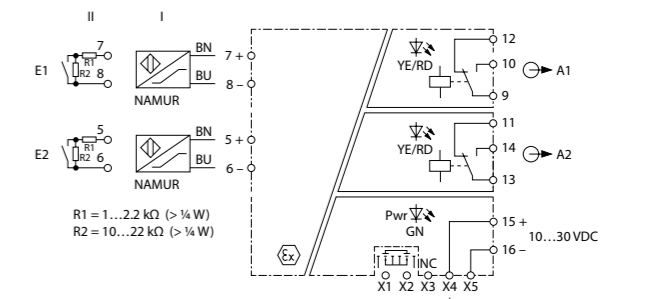 II I
7
R1
BN
7 +
12
YE/RD
10
A1
E1
R2
8
BU
8 –
9
NAMUR
11
5
R1
BN
5 +
YE/RD
14
A2
E2
R2
6
BU
6 –
13
NAMUR
R1 = 1…2.2 kΩ (> ¼ W)
R2 = 10…22 kΩ (> ¼ W)
Pwr
GN
15 +
10…30 VDC
16 –
εx
NC
X1 X2 X3 X4 X5